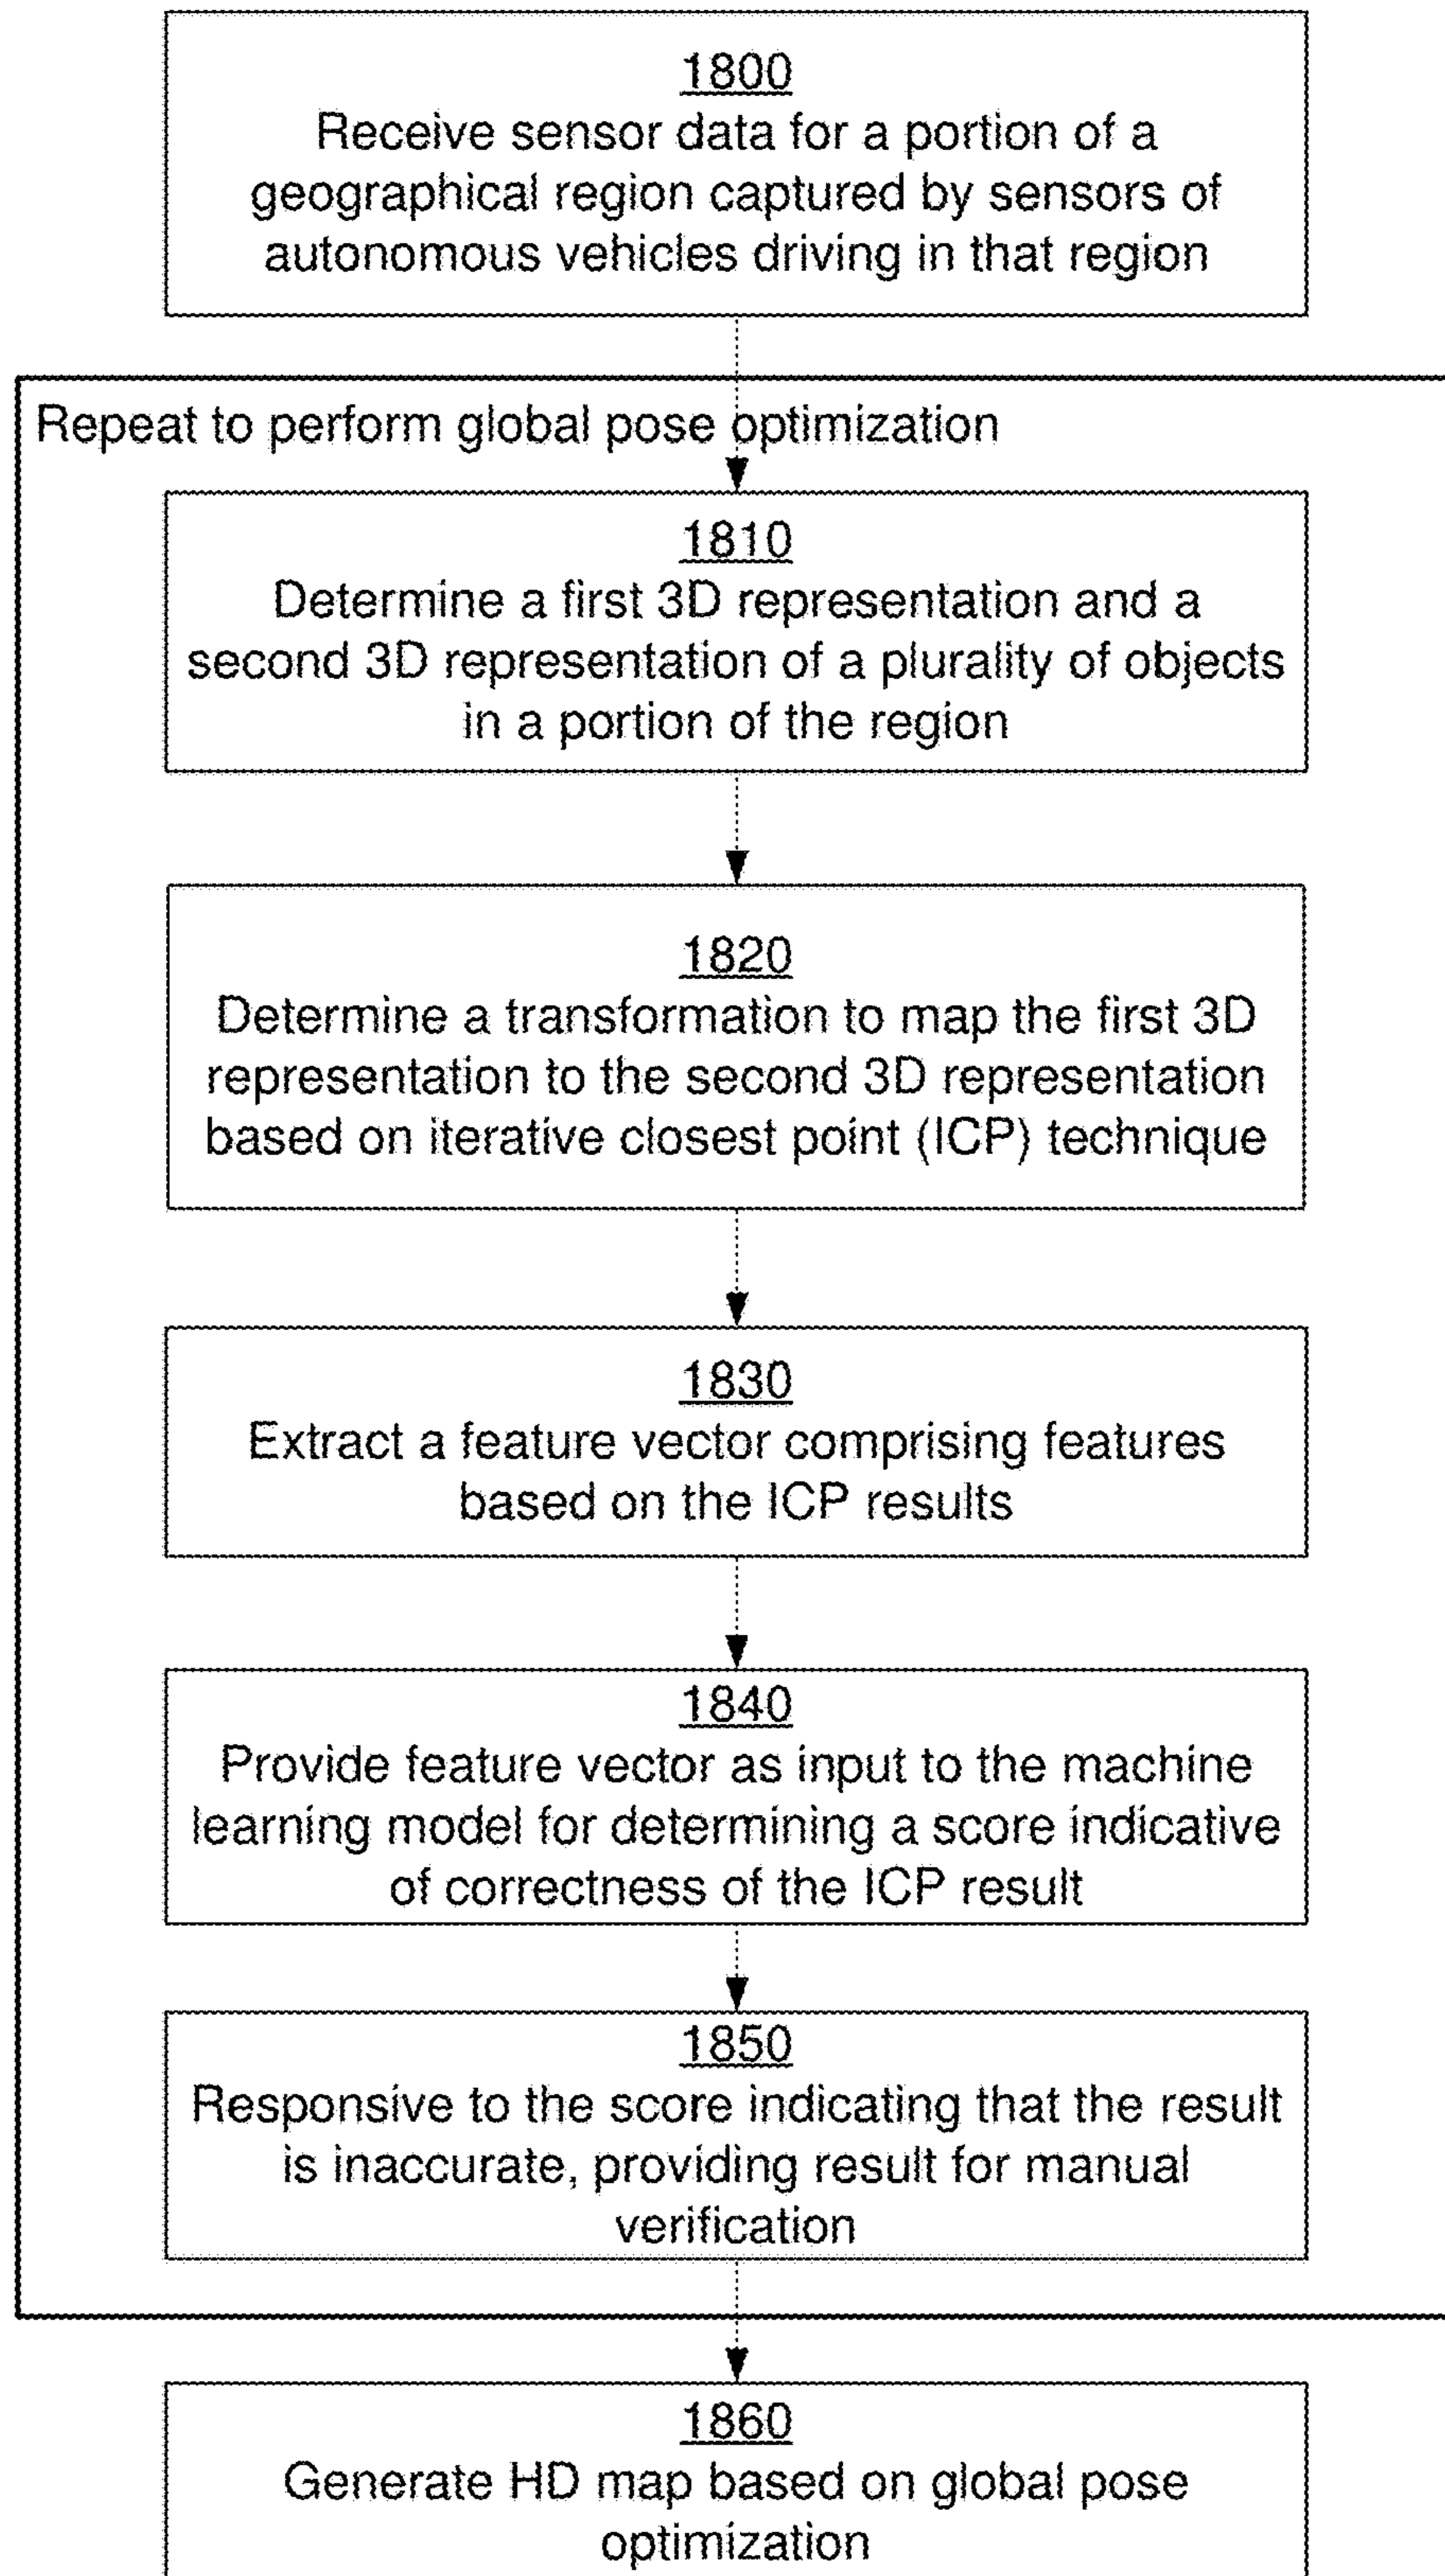 1800
Receive sensor data for a portion of a
geographical region captured by sensors of
autonomous vehicles driving in that region
Repeat to perform global pose optimization
1810
Determine a first 3D representation and a
second 3D representation of a plurality of objects
in a portion of the region
1820
Determine a transformation to map the first 3D
representation to the second 3D representation
based on iterative closest point (ICP) technique
1830
Extract a feature vector comprising features
based on the ICP results
1840
Provide feature vector as input to the machine
learning model for determining a score indicative
of correctness of the ICP result
1850
Responsive to the score indicating that the result
is inaccurate, providing result for manual
verification
1860
Generate HD map based on global pose
optimization